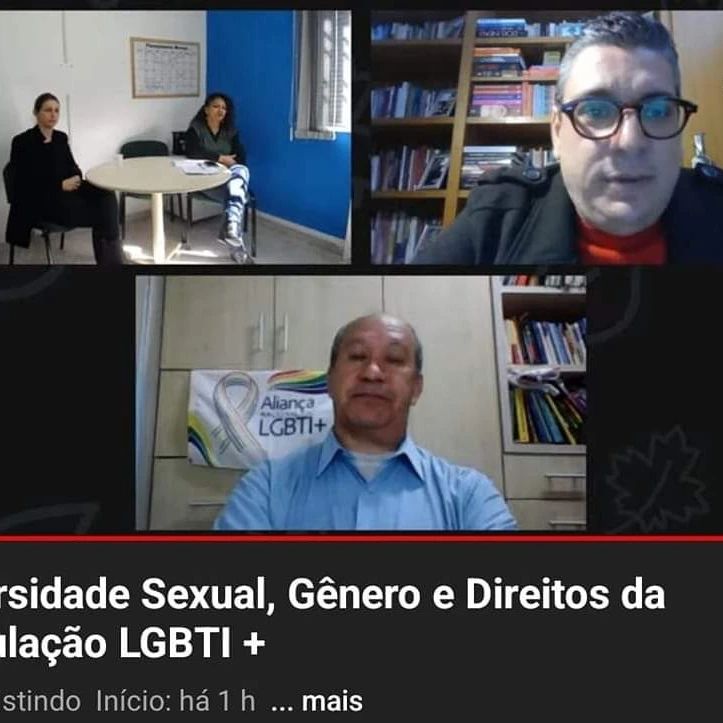 Aliança
LGBTI+
rsidade Sexual, Gênero e Direitos da
ulação LGBTI +
stindo Início: há 1 h ... mais